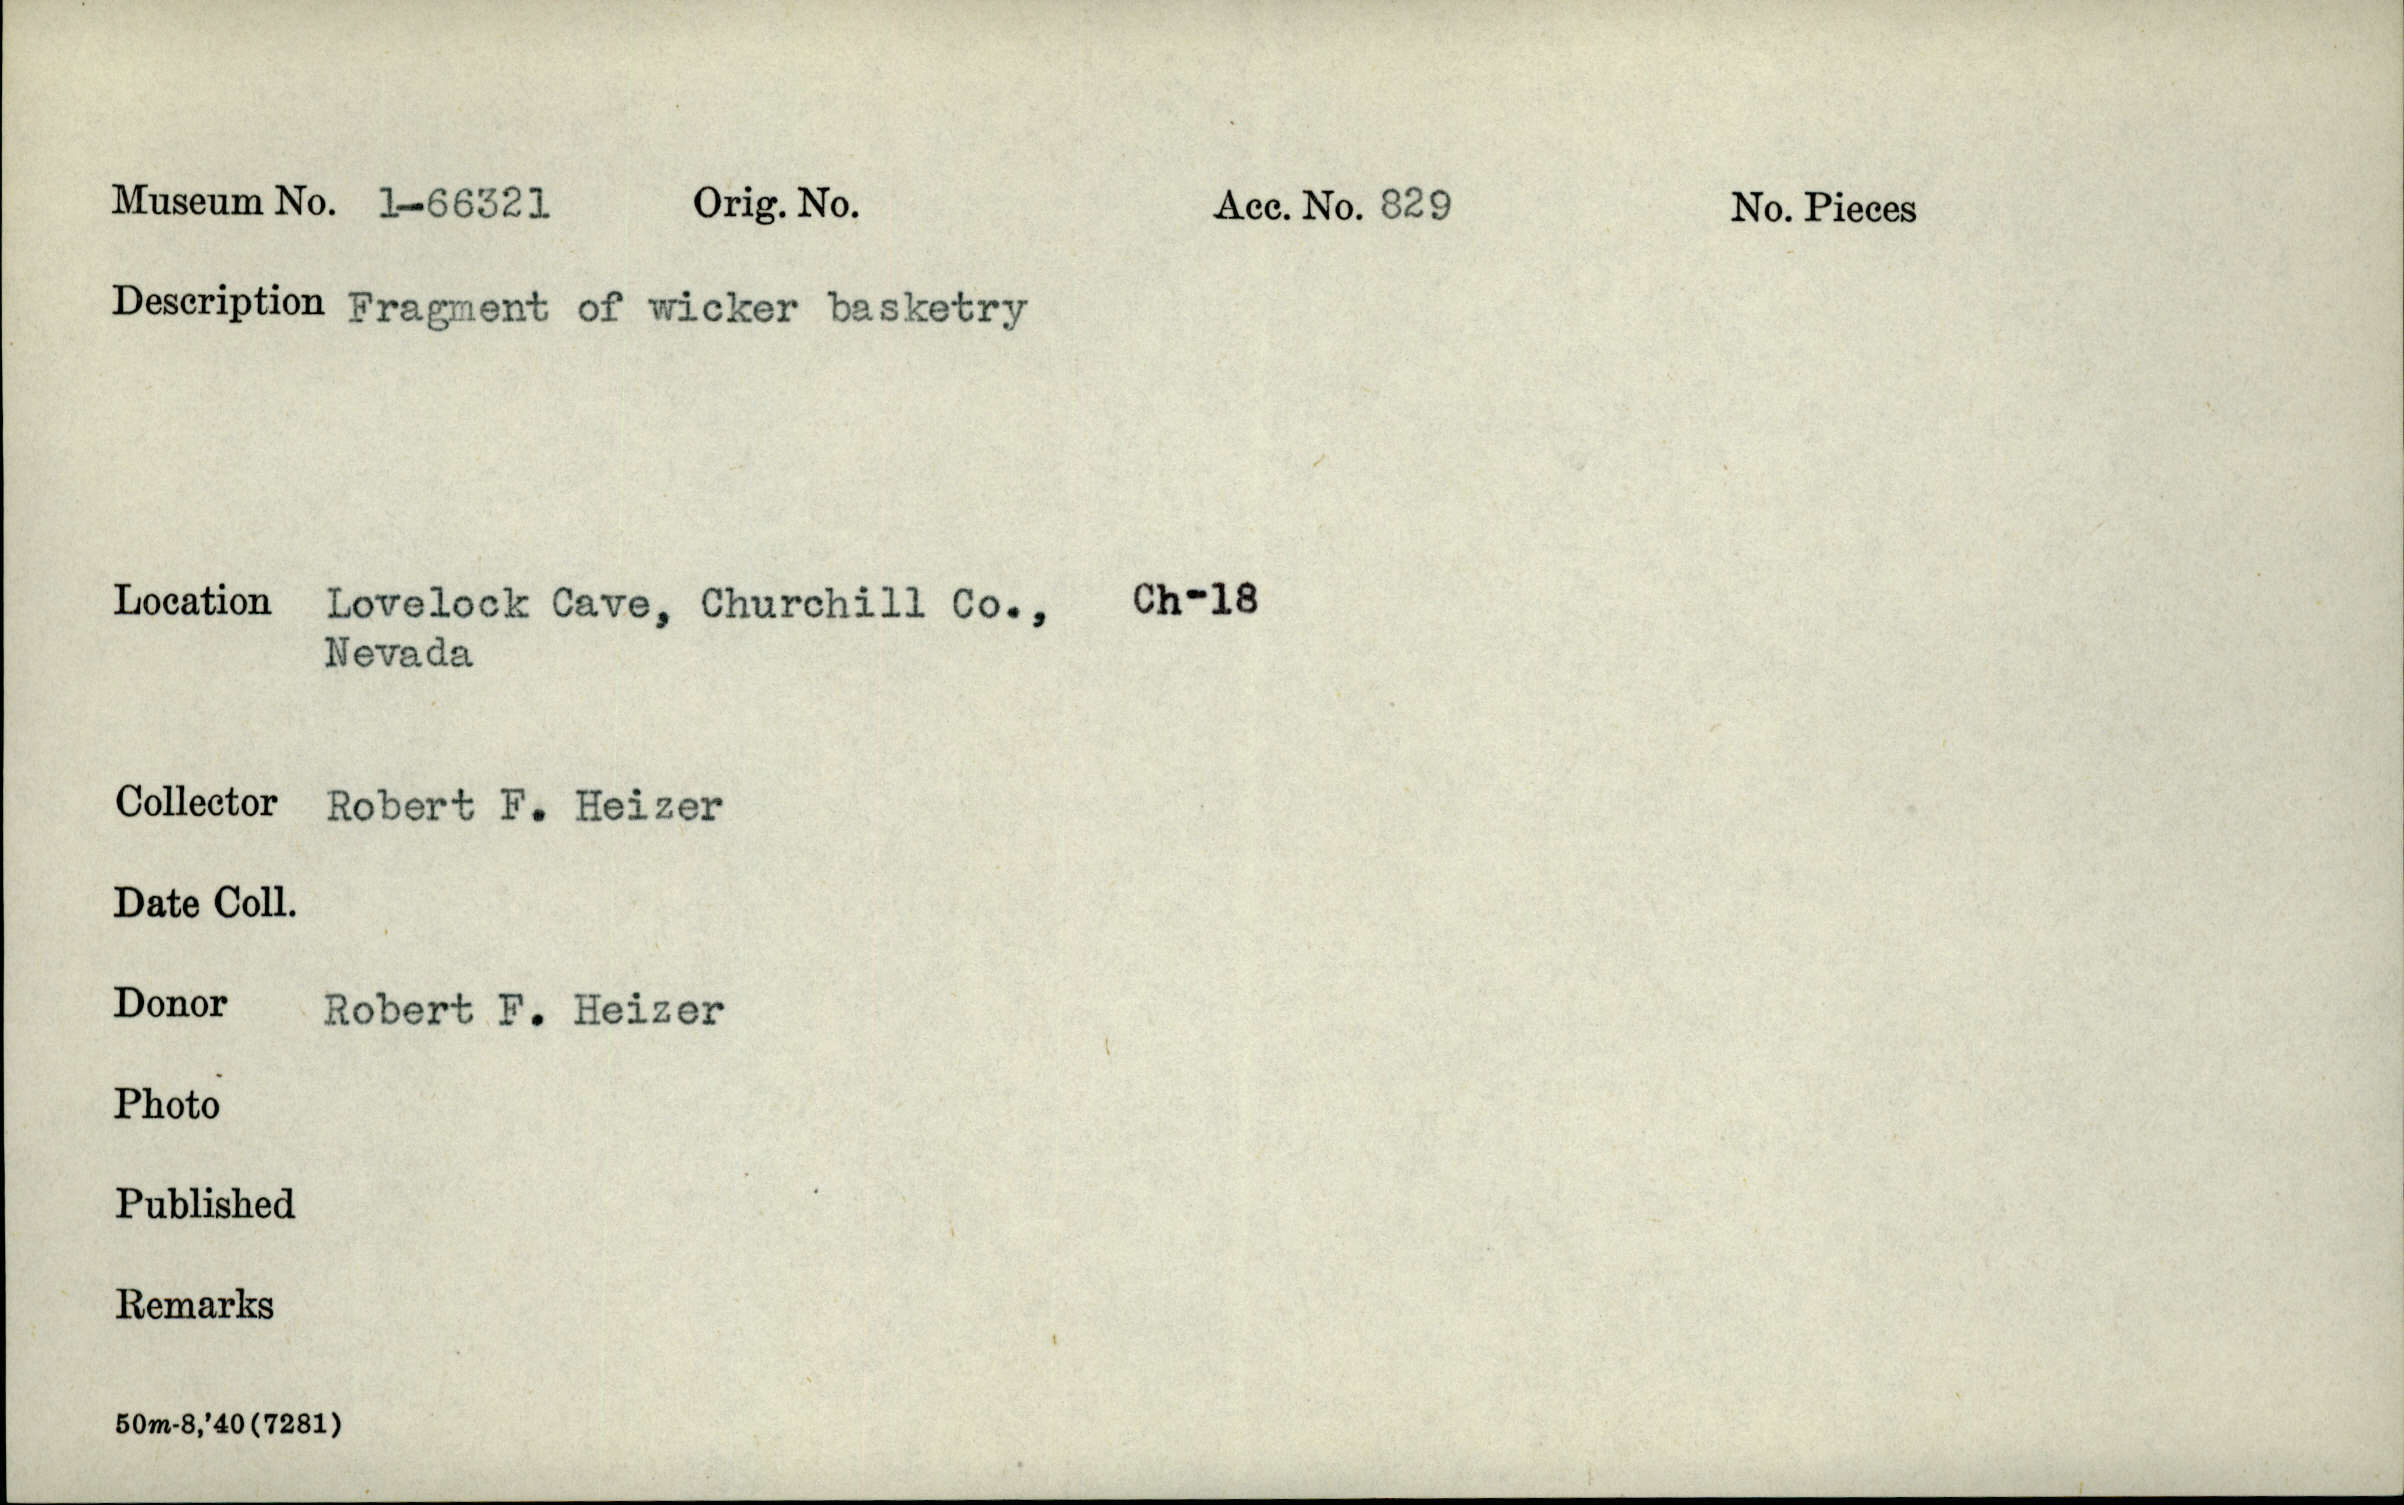 Museum No. 1-66321 Orig. No. Acc. No. 829 No. Pieces
Description Fragment of wicker basketry
Location Lovelock Cave, Churchill Co., Ch-18
Nevada
Collector Robert F. Heizer
Date Coll.
Donor Robert F. Heizer
Photo
Published
Remarks
50m-8,'40(7281)